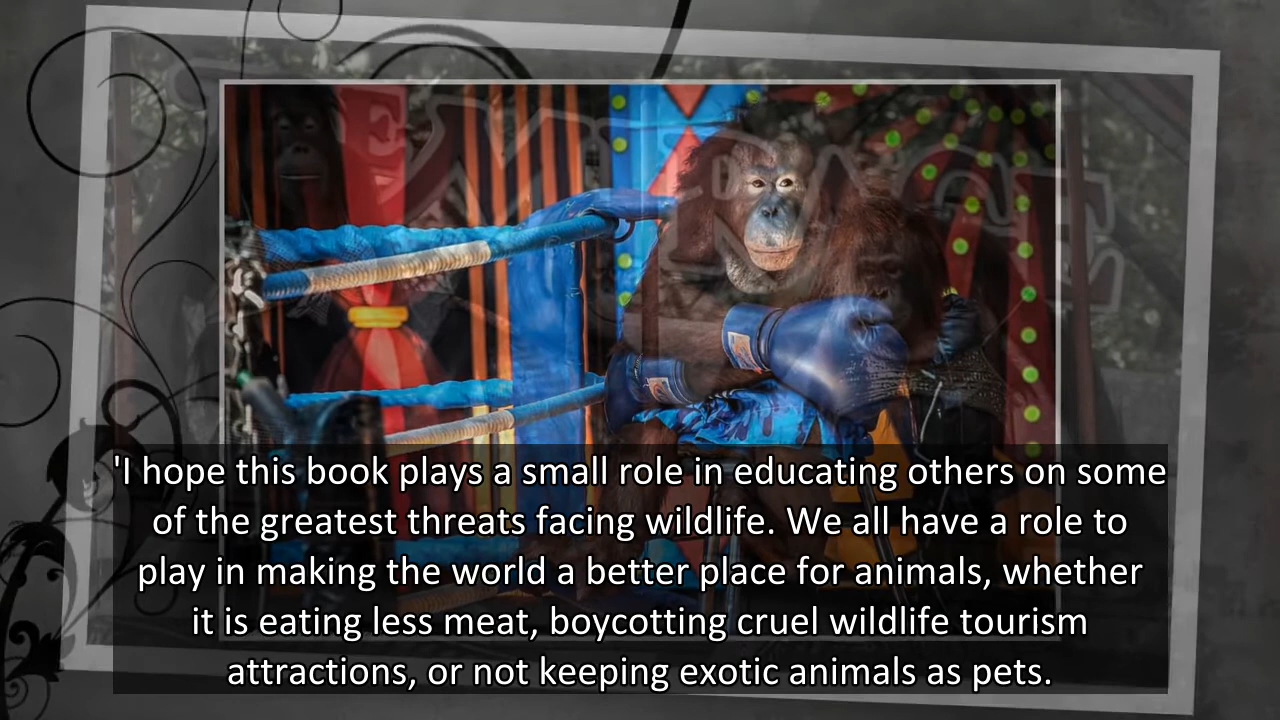 'I hope this book plays a small role in educating others on some
of the greatest threats facing wildlife. We all have a role to
play in making the world a better place for animals, whether
it is eating less meat, boycotting cruel wildlife tourism
attractions, or not keeping exotic animals as pets.